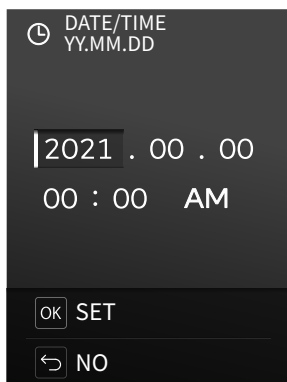 DATE/TIME
YY.MM.DD
2021 . 00 . 00
00 : 00 AM
OK SET
NO